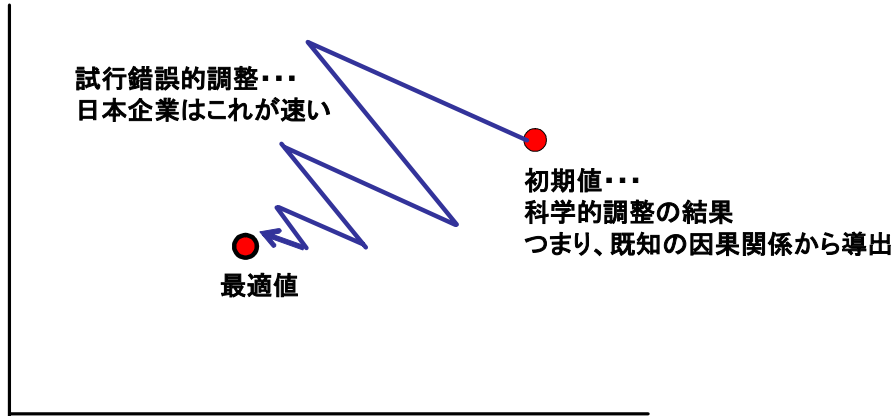 試行錯誤的調整･･･
日本企業はこれが速い
初期値･･･
科学的調整の結果
つまり、既知の因果関係から導出
最適値